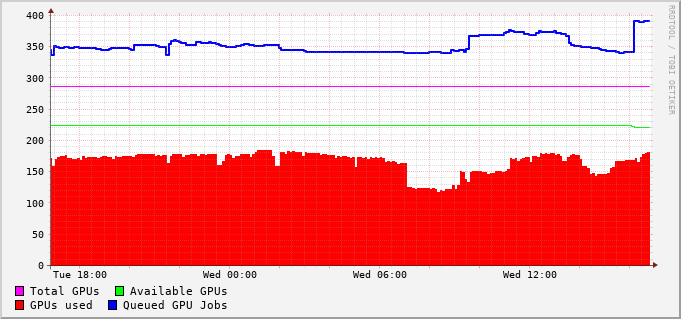 400
350
300
250
200
150
100
50
0
Tue 18:00 Wed 00:00 Wed 06:00 Wed 12:00
Total GPUs Available GPUs
GPUs used Queued GPU Jobs
RRDTOOL / TOBI OETIKER